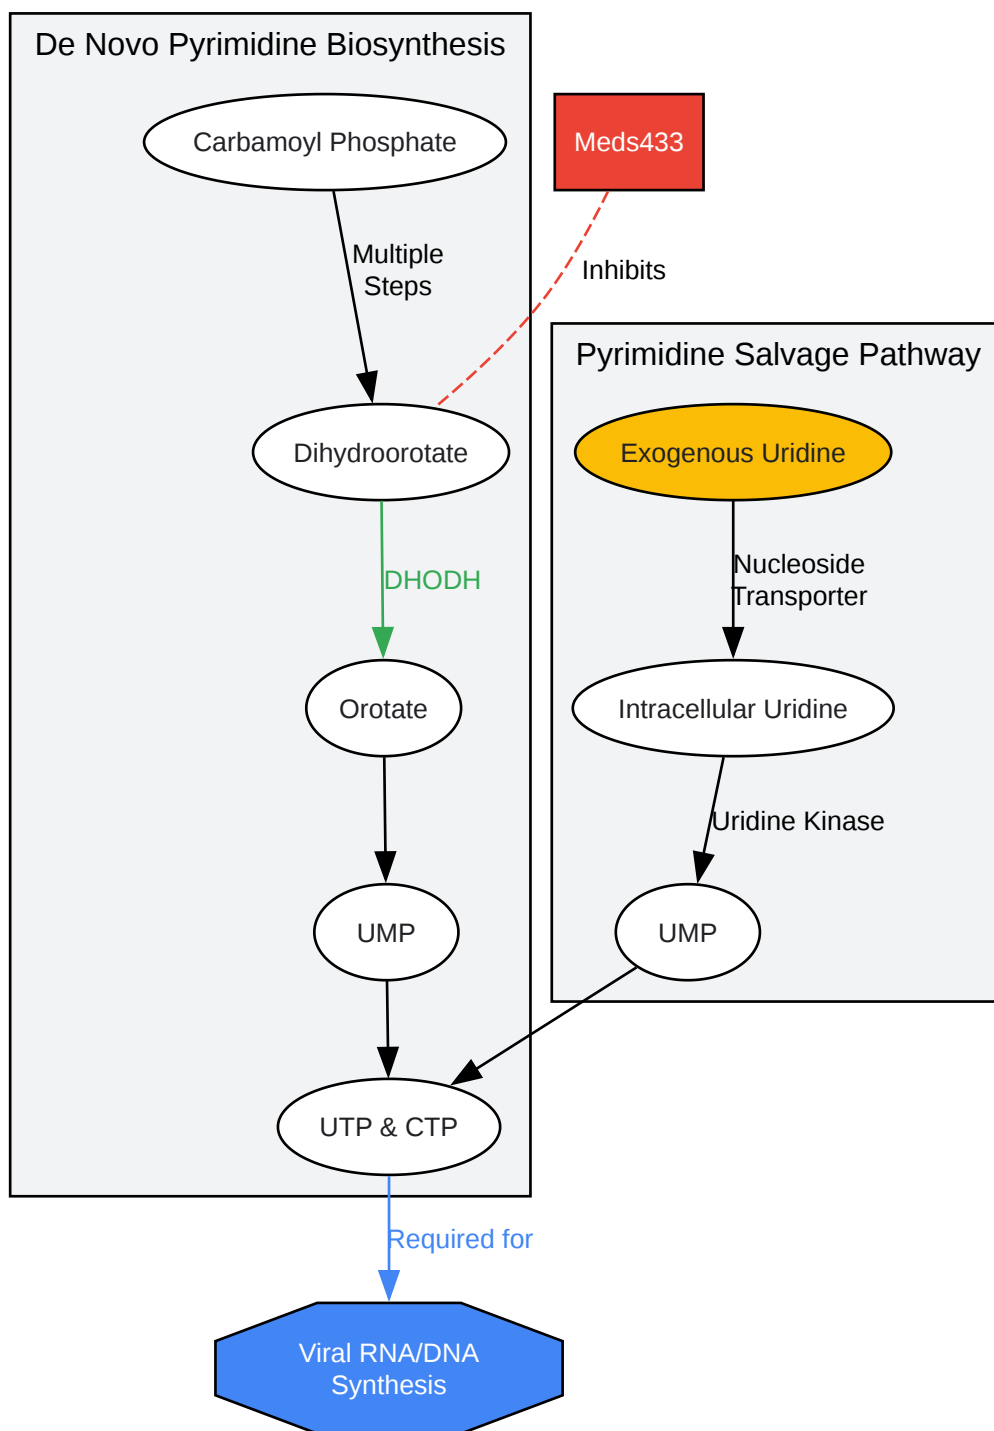 De Novo Pyrimidine Biosynthesis
Carbamoyl Phosphate
Meds433
Multiple
Steps
Inhibits
Pyrimidine Salvage Pathway
Dihydroorotate
Exogenous Uridine
DHODH
Nucleoside
Transporter
Orotate
Intracellular Uridine
Uridine Kinase
UMP
UMP
UTP & CTP
Required for
Viral RNA/DNA
Synthesis